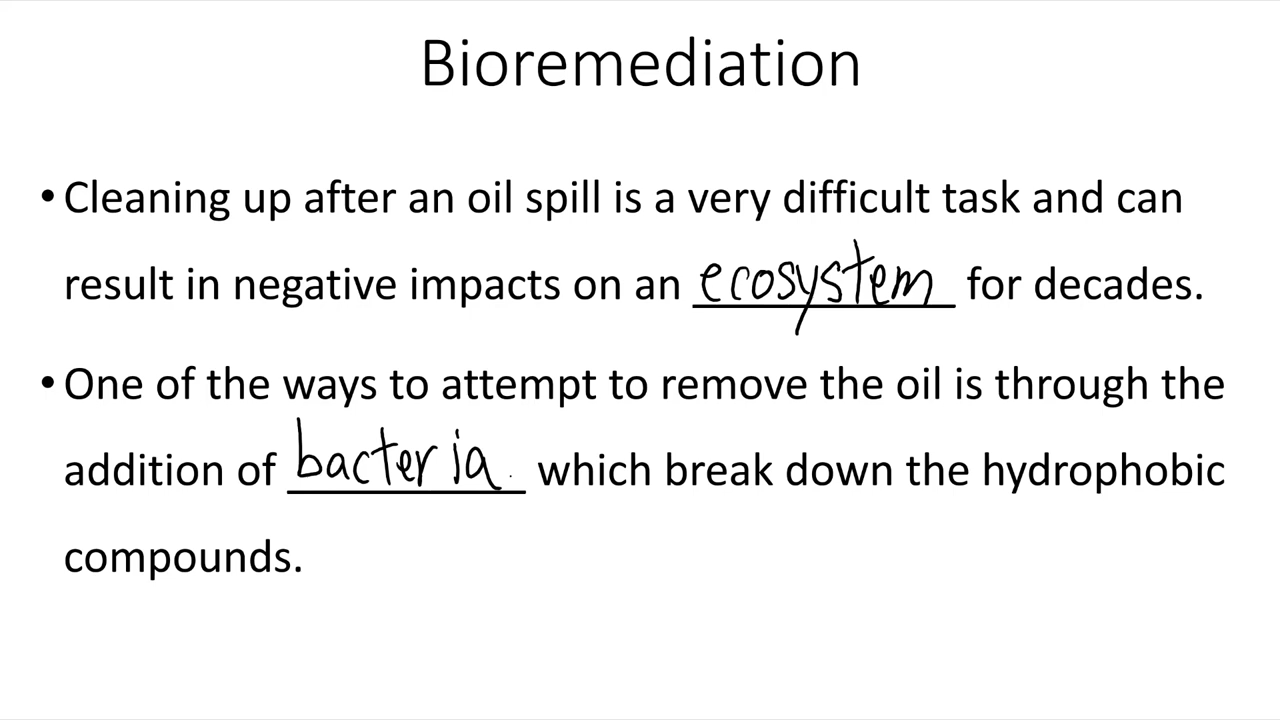 Bioremediation
• Cleaning up after an oil spill is a very difficult task and can
result in negative impacts on an ecosystem for decades.
• One of the ways to attempt to remove the oil is through the
addition of bacteria which break down the hydrophobic
compounds.